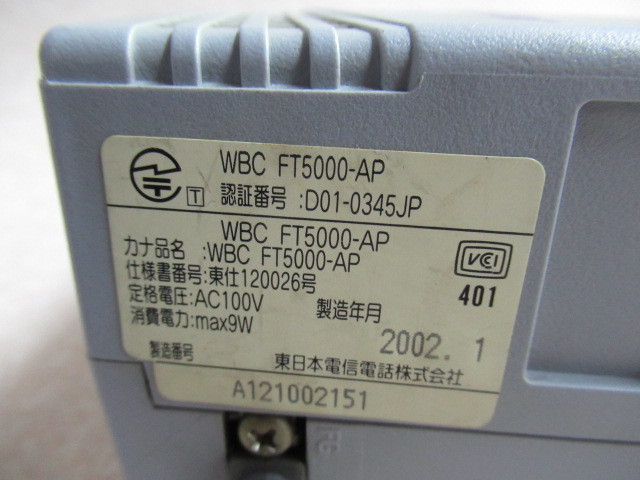 WBC FT5000-AP
T 認証番号 :D01-0345JP
WBC FT5000-AP
カナ品名 :WBC FT5000-AP
仕様書番号:東仕120026号
定格電圧:AC100V
消費電力:max9W
製造年月
2002. 1
VCCI
401
製造番号
東日本電信電話株式会社
A121002151